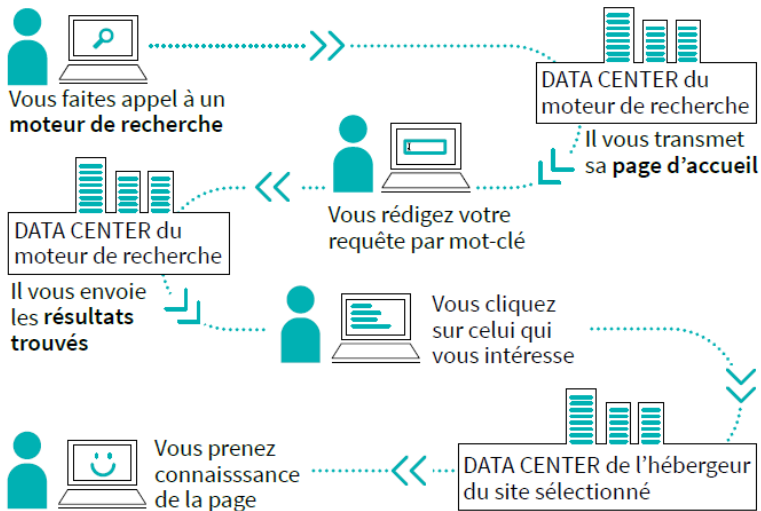 Vous faites appel à un
moteur de recherche
DATA CENTER du
moteur de recherche
Il vous transmet
sa page d'accueil
Vous rédigez votre
requête par mot-clé
DATA CENTER du
moteur de recherche
Il vous envoie
les résultats
trouvés
Vous cliquez
sur celui qui
vous intéresse
DATA CENTER de l'hébergeur
du site sélectionné
Vous prenez
connaisssance
de la page